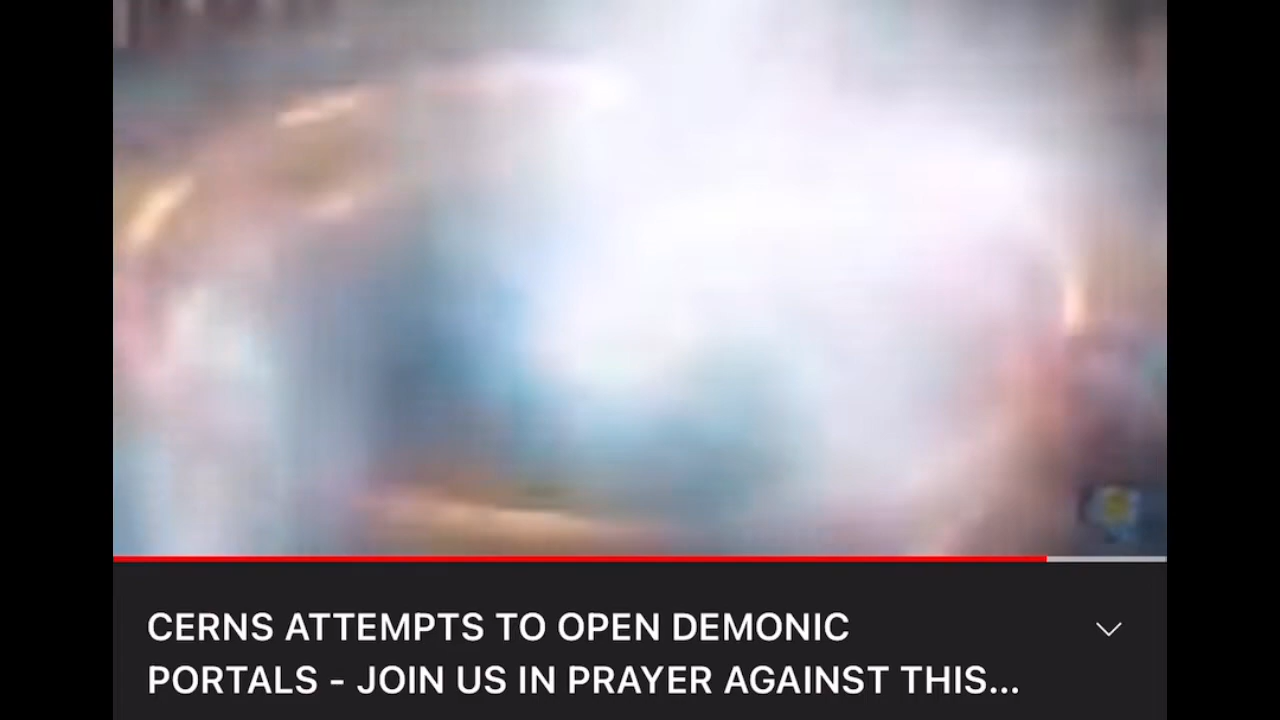 CERNS ATTEMPTS TO OPEN DEMONIC
PORTALS - JOIN US IN PRAYER AGAINST THIS...